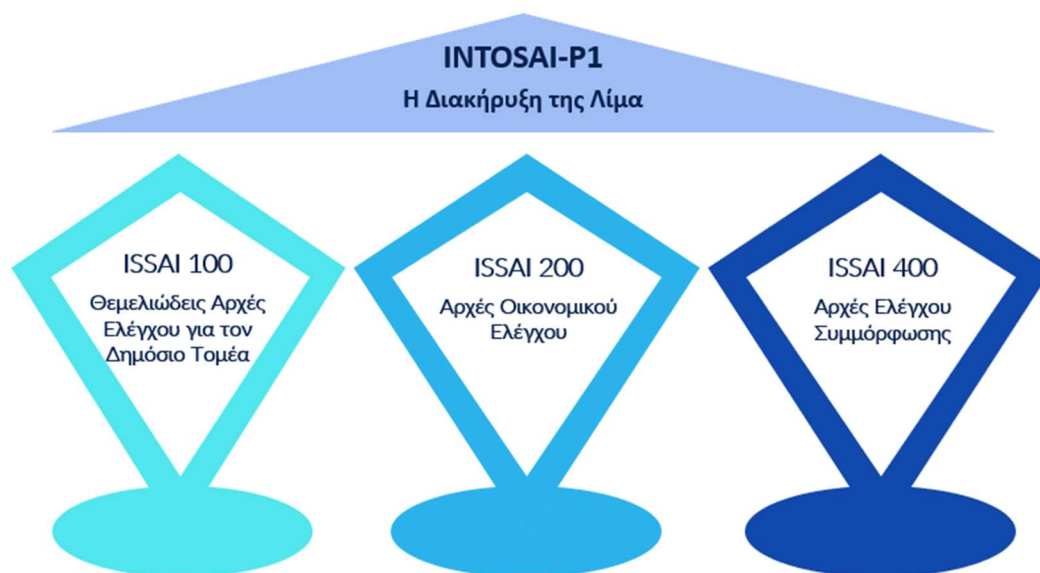 INTOSAI-P1
Η Διακήρυξη της Λίμα
ISSAI 100
Θεμελιώδεις Αρχές
Ελέγχου για τον
Δημόσιο Τομέα
ISSAI 200
Αρχές Οικονομικού
Ελέγχου
ISSAI 400
Αρχές Ελέγχου
Συμμόρφωσης